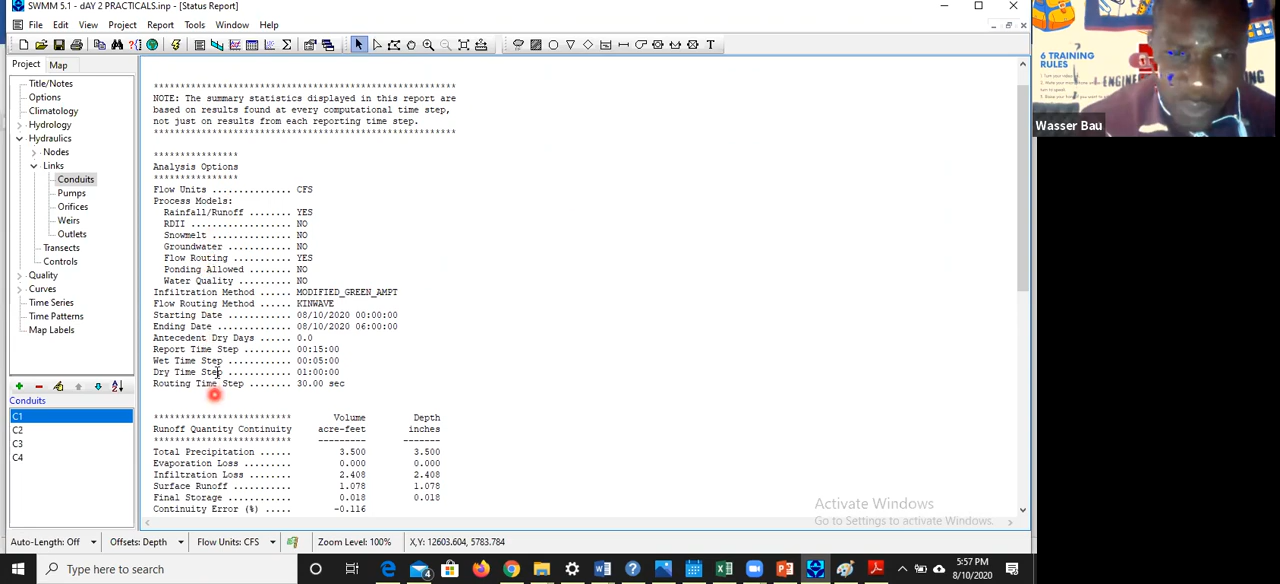 SWMM 5.1 - dAY 2 PRACTICALS.inp - [Status Report]
File Edit View Project Report Tools Window Help
Project Map
Title/Notes
Options
Climatology
Hydrology
Hydraulics
Nodes
Links
Conduits
Pumps
Orifices
Weirs
Outlets
Transects
Controls
Quality
Curves
Time Series
Time Patterns
Map Labels
Conduits
C1
C2
C3
C4
*********************************************************
NOTE: The summary statistics displayed in this report are
based on results found at every computational time step,
not just on results from each reporting time step.
*********************************************************
****************
Analysis Options
****************
Flow Units ............... CFS
Process Models:
Rainfall/Runoff ........ YES
RDII ................... NO
Snowmelt ............... NO
Groundwater ............ NO
Flow Routing ........... YES
Ponding Allowed ........ NO
Water Quality .......... NO
Infiltration Method ...... MODIFIED_GREEN_AMPT
Flow Routing Method ...... KINWAVE
Starting Date ............ 08/10/2020 00:00:00
Ending Date .............. 08/10/2020 06:00:00
Antecedent Dry Days ...... 0.0
Report Time Step ......... 00:15:00
Wet Time Step ............ 00:05:00
Dry Time Step ............ 01:00:00
Routing Time Step ........ 30.00 sec
************************** Volume Depth
Runoff Quantity Continuity acre-feet inches
************************** --------- -------
Total Precipitation ...... 3.500 3.500
Evaporation Loss ......... 0.000 0.000
Infiltration Loss ........ 2.408 2.408
Surface Runoff ........... 1.078 1.078
Final Storage ............ 0.018 0.018
Continuity Error (%) ..... -0.116
Activate Windows
Go to Settings to activate Windows.
Auto-Length: Off Offsets: Depth Flow Units: CFS Zoom Level: 100% X,Y: 12603.604, 5783.784
Type here to search
4
5:57 PM
8/10/2020
6 TRAINING
RULES
Wasser Bau